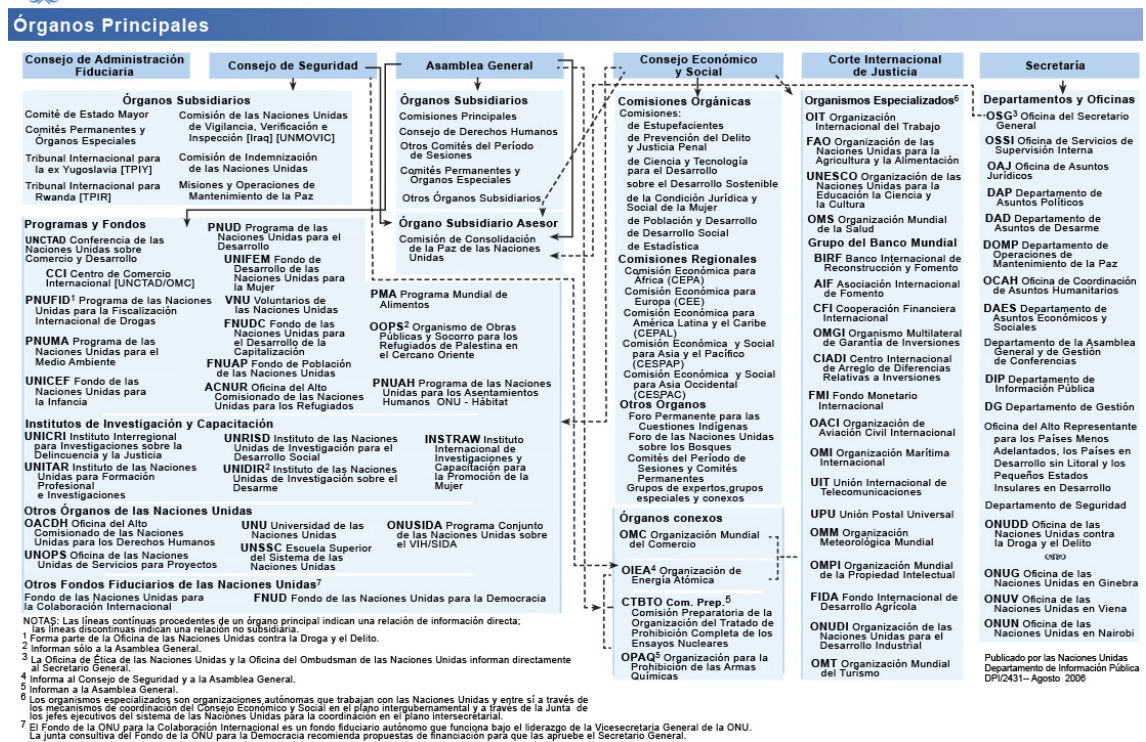 Órganos Principales
Consejo de Administración
Fiduciaria
Consejo de Seguridad
Asamblea General
Consejo Económico
y Social
Corte Internacional
de Justicia
Secretaría
Órganos Subsidiarios
Comité de Estado Mayor
Comités Permanentes y
Órganos Especiales
Tribunal Internacional para
la ex Yugoslavia [TPIY]
Tribunal Internacional para
Rwanda [TPIR]
Comisión de las Naciones Unidas
de Vigilancia, Verificación e
Inspección [Iraq] [UNMOVIC]
Comisión de Indemnización
de las Naciones Unidas
Misiones y Operaciones de
Mantenimiento de la Paz
Órganos Subsidiarios
Comisiones Principales
Consejo de Derechos Humanos
Otros Comités del Período
de Sesiones
Comités Permanentes y
Órganos Especiales
Otros Órganos Subsidiarios
Órgano Subsidiario Asesor
Comisión de Consolidación
de la Paz de las Naciones
Unidas
Programas y Fondos
UNCTAD Conferencia de las
Naciones Unidas sobre
Comercio y Desarrollo
CCI Centro de Comercio
Internacional [UNCTAD/OMC]
PNUFID¹ Programa de las Naciones
Unidas para la Fiscalización
Internacional de Drogas
PNUMA Programa de las
Naciones Unidas para el
Medio Ambiente
UNICEF Fondo de las
Naciones Unidas para
la Infancia
PNUD Programa de las
Naciones Unidas para el
Desarrollo
UNIFEM Fondo de
Desarrollo de las
Naciones Unidas para
la Mujer
VNU Voluntarios de
las Naciones Unidas
FNUDC Fondo de las
Naciones Unidas para
el Desarrollo de la
Capitalización
FNUAP Fondo de Población
de las Naciones Unidas
ACNUR Oficina del Alto
Comisionado de las Naciones
Unidas para los Refugiados
PMA Programa Mundial de
Alimentos
OOPS² Organismo de Obras
Públicas y Socorro para los
Refugiados de Palestina en
el Cercano Oriente
PNUAH Programa de las Naciones
Unidas para los Asentamientos
Humanos ONU - Hábitat
Institutos de Investigación y Capacitación
UNICRI Instituto Interregional
para Investigaciones sobre la
Delincuencia y la Justicia
UNITAR Instituto de las Naciones
Unidas para Formación
Profesional
e Investigaciones
UNRISD Instituto de las Naciones
Unidas de Investigación para el
Desarrollo Social
UNIDIR² Instituto de las Naciones
Unidas de Investigación sobre el
Desarme
INSTRAW Instituto
Internacional de
Investigaciones y
Capacitación para
la Promoción de la
Mujer
Otros Órganos de las Naciones Unidas
OACDH Oficina del Alto
Comisionado de las Naciones
Unidas para los Derechos Humanos
UNOPS Oficina de las Naciones
Unidas de Servicios para Proyectos
UNU Universidad de las
Naciones Unidas
UNSSC Escuela Superior
del Sistema de las
Naciones Unidas
ONUSIDA Programa Conjunto
de las Naciones Unidas sobre
el VIH/SIDA
Otros Fondos Fiduciarios de las Naciones Unidas⁷
Fondo de las Naciones Unidas para
la Colaboración Internacional
FNUD Fondo de las Naciones Unidas para la Democracia
Comisiones Orgánicas
Comisiones:
de Estupefacientes
de Prevención del Delito
y Justicia Penal
de Ciencia y Tecnología
para el Desarrollo
sobre el Desarrollo Sostenible
de la Condición Jurídica y
Social de la Mujer
de Población y Desarrollo
de Desarrollo Social
de Estadística
Comisiones Regionales
Comisión Económica para
África (CEPA)
Comisión Económica para
Europa (CEE)
Comisión Económica para
América Latina y el Caribe
(CEPAL)
Comisión Económica y Social
para Asia y el Pacífico
(CESPAP)
Comisión Económica y Social
para Asia Occidental
(CESPAC)
Otros Órganos
Foro Permanente para las
Cuestiones Indígenas
Foro de las Naciones Unidas
sobre los Bosques
Comités del Período de
Sesiones y Comités
Permanentes
Grupos de expertos,grupos
especiales y conexos
Órganos conexos
OMC Organización Mundial
del Comercio
OIEA⁴ Organización de
Energía Atómica
CTBTO Com. Prep.⁵
Comisión Preparatoria de la
Organización del Tratado de
Prohibición Completa de los
Ensayos Nucleares
OPAQ⁵ Organización para la
Prohibición de las Armas
Químicas
Organismos Especializados⁶
OIT Organización
Internacional del Trabajo
FAO Organización de las
Naciones Unidas para la
Agricultura y la Alimentación
UNESCO Organización de las
Naciones Unidas para la
Educación la Ciencia y
la Cultura
OMS Organización Mundial
de la Salud
Grupo del Banco Mundial
BIRF Banco Internacional de
Reconstrucción y Fomento
AIF Asociación Internacional
de Fomento
CFI Cooperación Financiera
Internacional
OMGI Organismo Multilateral
de Garantía de Inversiones
CIADI Centro Internacional
de Arreglo de Diferencias
Relativas a Inversiones
FMI Fondo Monetario
Internacional
OACI Organización de
Aviación Civil Internacional
OMI Organización Marítima
Internacional
UIT Unión Internacional de
Telecomunicaciones
UPU Unión Postal Universal
OMM Organización
Meteorológica Mundial
OMPI Organización Mundial
de la Propiedad Intelectual
FIDA Fondo Internacional de
Desarrollo Agrícola
ONUDI Organización de las
Naciones Unidas para el
Desarrollo Industrial
OMT Organización Mundial
del Turismo
Departamentos y Oficinas
OSG³ Oficina del Secretario
General
OSSI Oficina de Servicios de
Supervisión Interna
OAJ Oficina de Asuntos
Jurídicos
DAP Departamento de
Asuntos Políticos
DAD Departamento de
Asuntos de Desarme
DOMP Departamento de
Operaciones de
Mantenimiento de la Paz
OCAH Oficina de Coordinación
de Asuntos Humanitarios
DAES Departamento de
Asuntos Económicos y
Sociales
Departamento de la Asamblea
General y de Gestión
de Conferencias
DIP Departamento de
Información Pública
DG Departamento de Gestión
Oficina del Alto Representante
para los Países Menos
Adelantados, los Países en
Desarrollo sin Litoral y los
Pequeños Estados
Insulares en Desarrollo
Departamento de Seguridad
ONUDD Oficina de las
Naciones Unidas contra
la Droga y el Delito
ONUG Oficina de las
Naciones Unidas en Ginebra
ONUV Oficina de las
Naciones Unidas en Viena
ONUN Oficina de las
Naciones Unidas en Nairobi
NOTAS: Las líneas continuas procedentes de un órgano principal indican una relación de información directa;
las líneas discontinuas indican una relación no subsidiaria.
¹ Forma parte de la Oficina de las Naciones Unidas contra la Droga y el Delito.
² Informan sólo a la Asamblea General.
³ La Oficina de Ética de las Naciones Unidas y la Oficina del Ombudsman de las Naciones Unidas informan directamente
al Secretario General.
⁴ Informa al Consejo de Seguridad y a la Asamblea General.
⁵ Informan a la Asamblea General.
⁶ Los organismos especializados son organizaciones autónomas que trabajan con las Naciones Unidas y entre sí a través de
los mecanismos de coordinación del Consejo Económico y Social en el plano intergubernamental y a través de la Junta de
los jefes ejecutivos del sistema de las Naciones Unidas para la coordinación en el plano intersecretarial.
⁷ El Fondo de la ONU para la Colaboración Internacional es un fondo fiduciario autónomo que funciona bajo el liderazgo de la Vicesecretaria General de la ONU.
La junta consultiva del Fondo de la ONU para la Democracia recomienda propuestas de financiación para que las apruebe el Secretario General.
Publicado por las Naciones Unidas
Departamento de Información Pública
DPI/2431– Agosto 2006